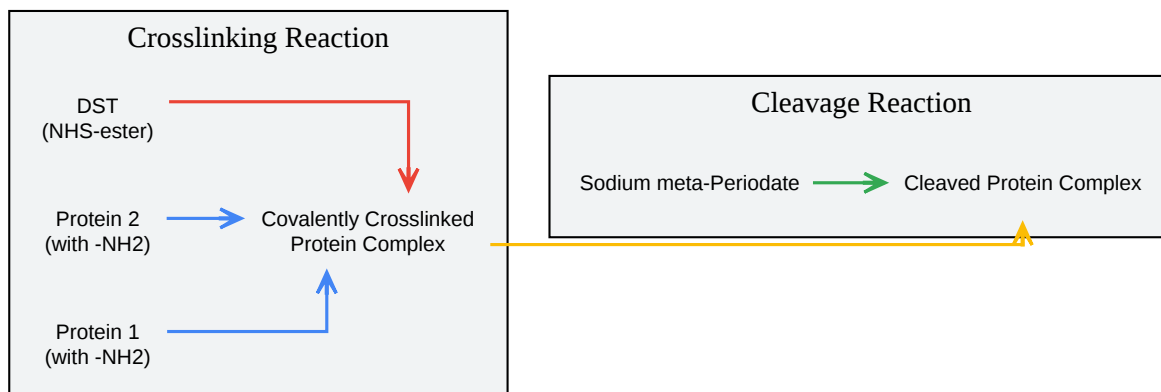 Crosslinking Reaction
DST
(NHS-ester)
Protein 2
(with -NH2)
Covalently Crosslinked
Protein Complex
Protein 1
(with -NH2)
Cleavage Reaction
Sodium meta-Periodate
Cleaved Protein Complex